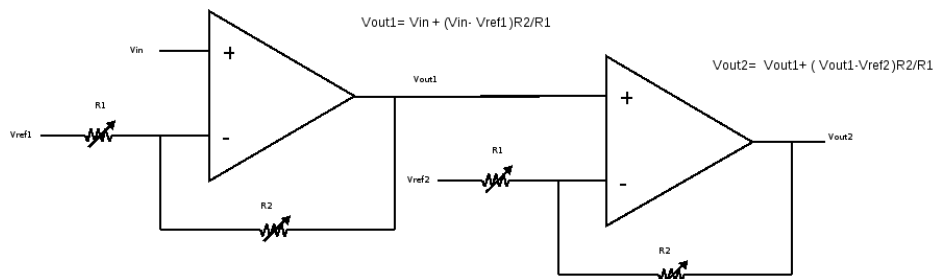 Vout1= Vin + (Vin- Vref1)R2/R1
Vin
+
Vout1
Vout2= Vout1+ ( Vout1-Vref2)R2/R1
R1
+
Vref1
-
Vout2
R1
Vref2
-
R2
R2